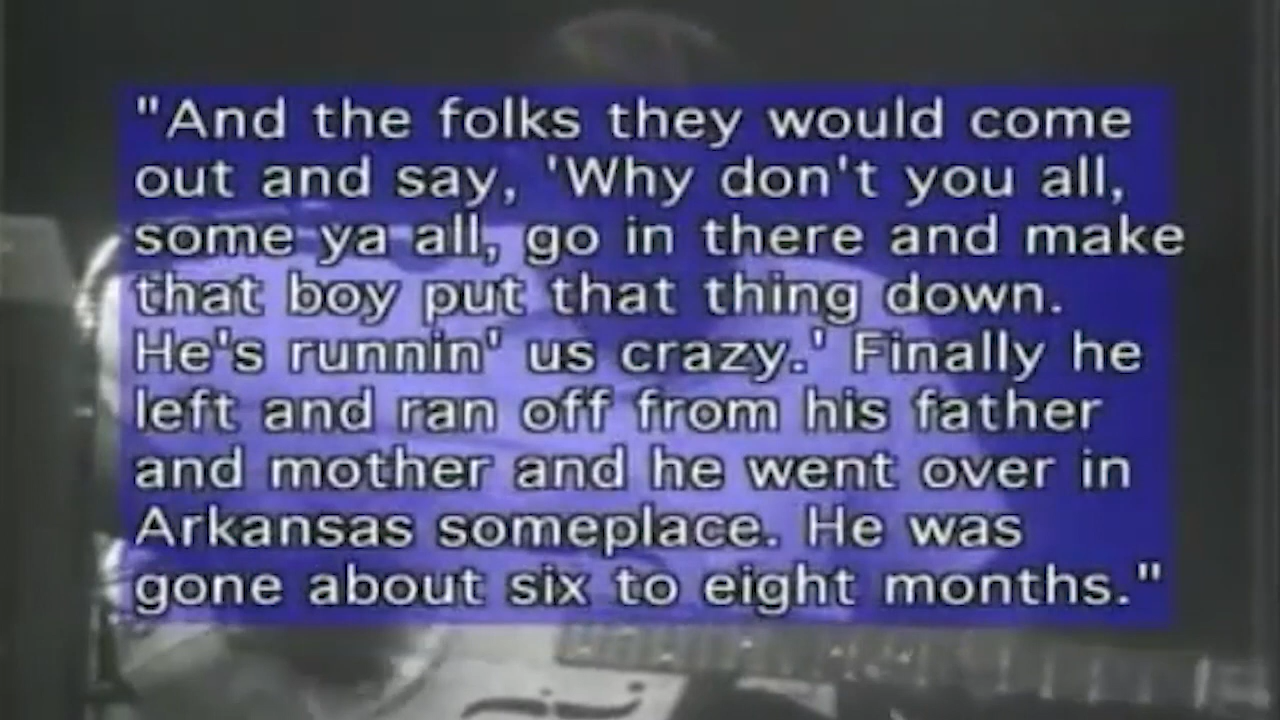 "And the folks they would come
out and say, 'Why don't you all,
some ya all, go in there and make
that boy put that thing down.
He's runnin' us crazy.' Finally he
left and ran off from his father
and mother and he went over in
Arkansas someplace. He was
gone about six to eight months."